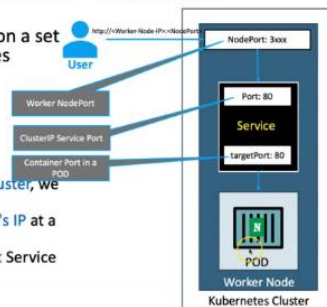 on a set
es
User
http://<Worker-Node-IP>:<NodePort>
NodePort: 3xxx
Worker NodePort
Port: 80
ClusterIP Service Port
Service
Container Port in a
POD
targetPort: 80
uster, we
's IP at a
N
Service
POD
Worker Node
Kubernetes Cluster